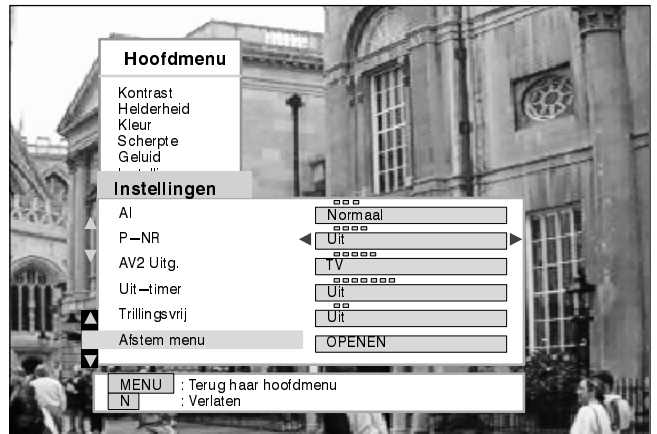 Hoofdmenu
Kontrast
Helderheid
Kleur
Scherpte
Geluid
Instellingen
AI Normaal
P-NR Uit
AV2 Uitg. TV
Uit-timer Uit
Trillingsvrij Uit
Afstem menu OPENEN
MENU : Terug haar hoofdmenu
N : Verlaten